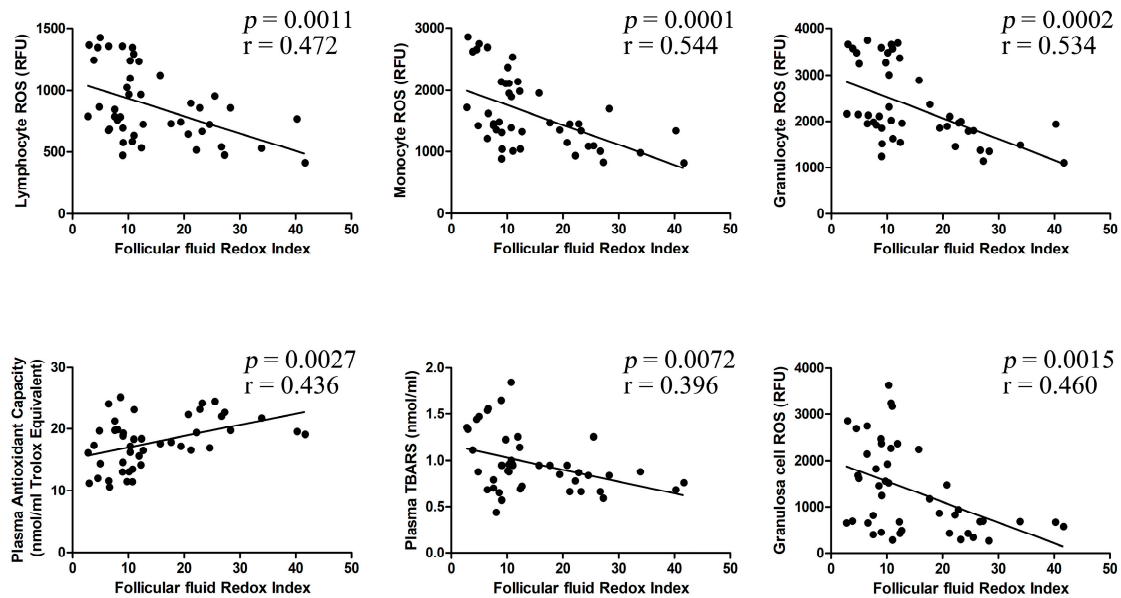 p = 0.0011
r = 0.472
Lymphocyte ROS (RFU)
1500
1000
500
0
0 10 20 30 40 50
Follicular fluid Redox Index
p = 0.0001
r = 0.544
Monocyte ROS (RFU)
3000
2000
1000
0
0 10 20 30 40 50
Follicular fluid Redox Index
p = 0.0002
r = 0.534
Granulocyte ROS (RFU)
4000
3000
2000
1000
0
0 10 20 30 40 50
Follicular fluid Redox Index
p = 0.0027
r = 0.436
Plasma Antioxidant Capacity
(nmol/ml Trolox Equivalent)
30
20
10
0
0 10 20 30 40 50
Follicular fluid Redox Index
p = 0.0072
r = 0.396
Plasma TBARS (nmol/ml)
2.0
1.5
1.0
0.5
0.0
0 10 20 30 40 50
Follicular fluid Redox Index
p = 0.0015
r = 0.460
Granulosa cell ROS (RFU)
4000
3000
2000
1000
0
0 10 20 30 40 50
Follicular fluid Redox Index